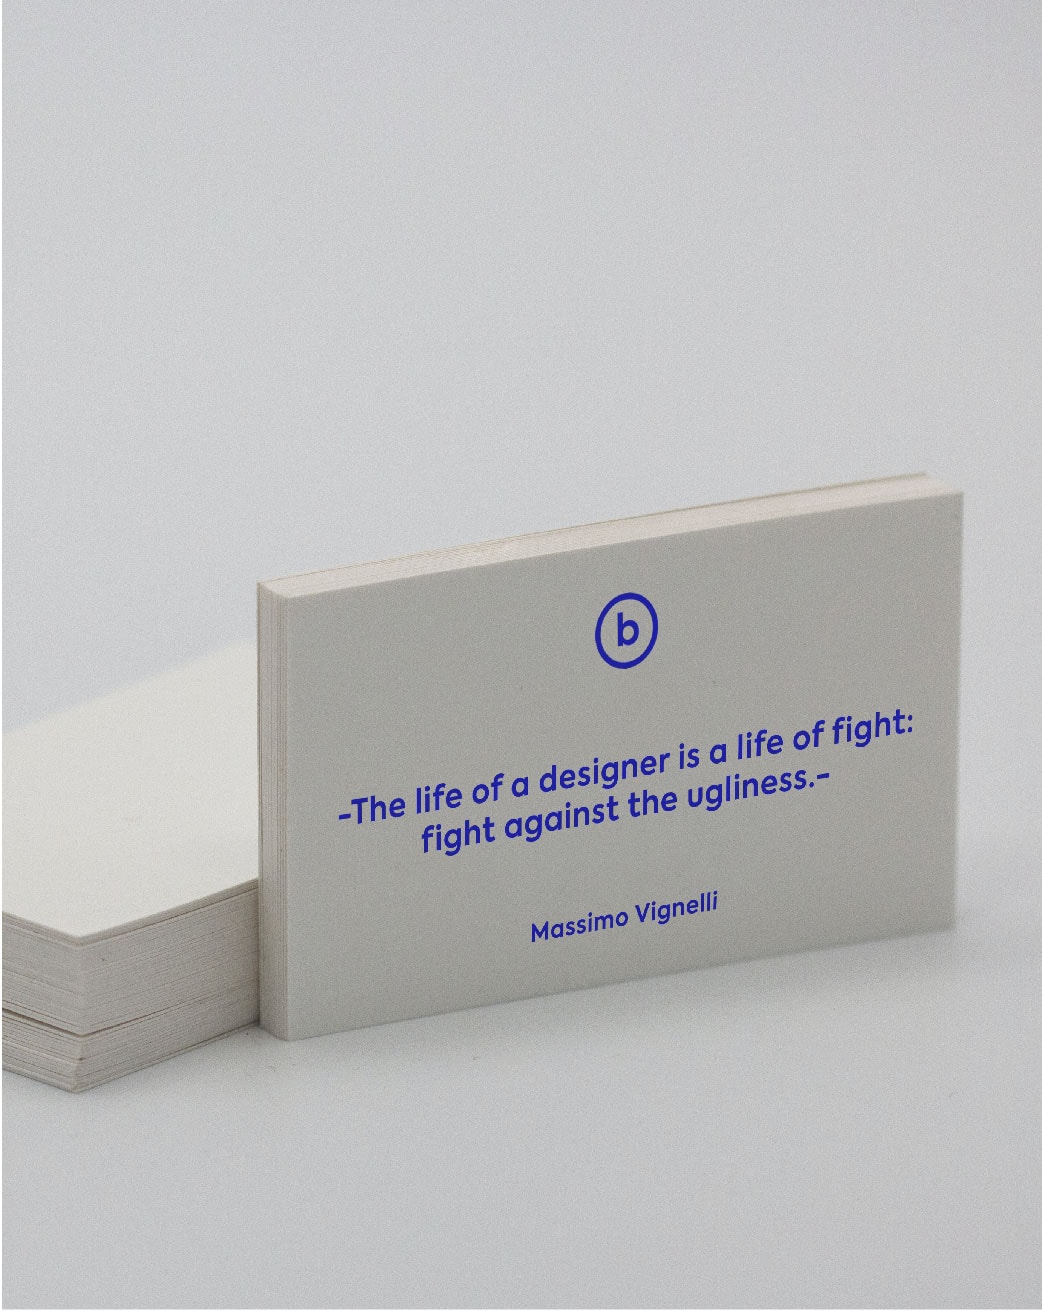 b
-The life of a designer is a life of fight:
fight against the ugliness.-
Massimo Vignelli